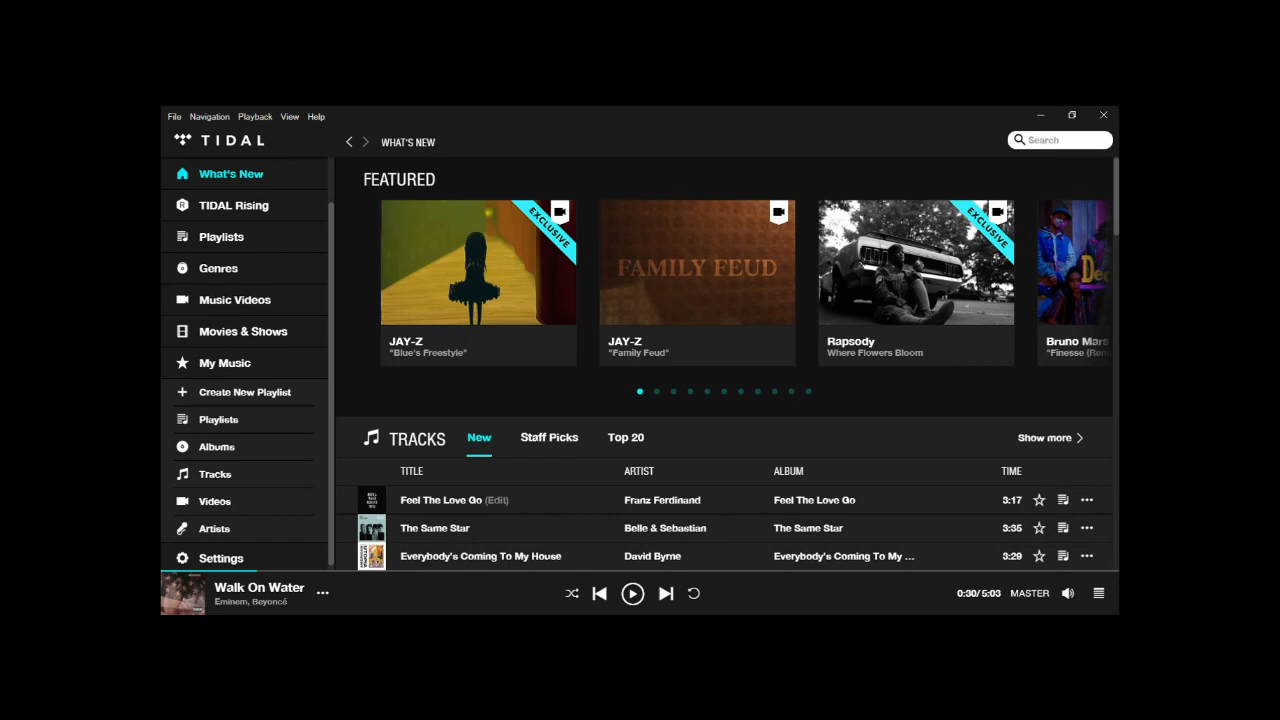 File Navigation Playback View Help
TIDAL
WHAT'S NEW
Search
What's New
TIDAL Rising
Playlists
Genres
Music Videos
Movies & Shows
My Music
Create New Playlist
Playlists
Albums
Tracks
Videos
Artists
Settings
FEATURED
EXCLUSIVE
JAY-Z
"Blue's Freestyle"
FAMILY FEUD
JAY-Z
"Family Feud"
EXCLUSIVE
Rapsody
Where Flowers Bloom
Dec
Bruno Mars
"Finesse (Rem
TRACKS New Staff Picks Top 20 Show more
TITLE ARTIST ALBUM TIME
Feel The Love Go (Edit) Franz Ferdinand Feel The Love Go 3:17
The Same Star Belle & Sebastian The Same Star 3:35
Everybody's Coming To My House David Byrne Everybody's Coming To My ... 3:29
Walk On Water
Eminem, Beyoncé
0:30/5:03 MASTER